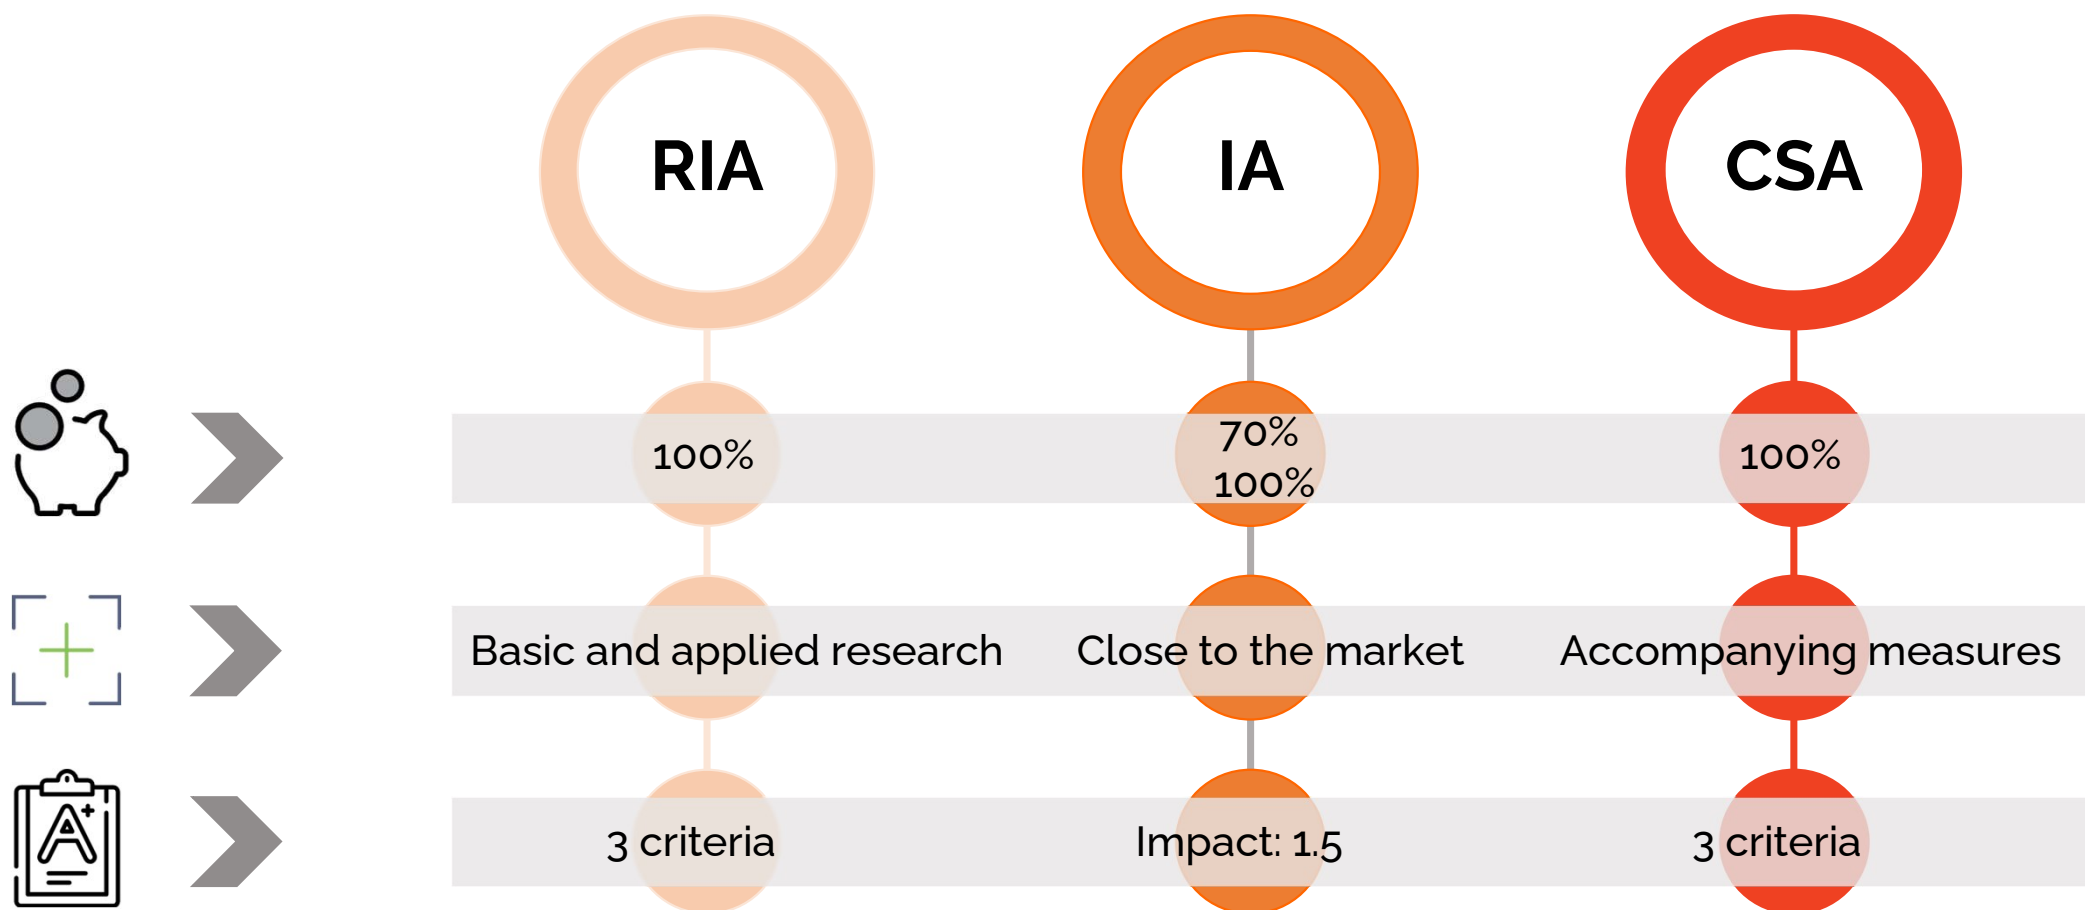 RIA
IA
CSA
100%
70%
100%
100%
Basic and applied research
Close to the market
Accompanying measures
A+
3 criteria
Impact: 1.5
3 criteria